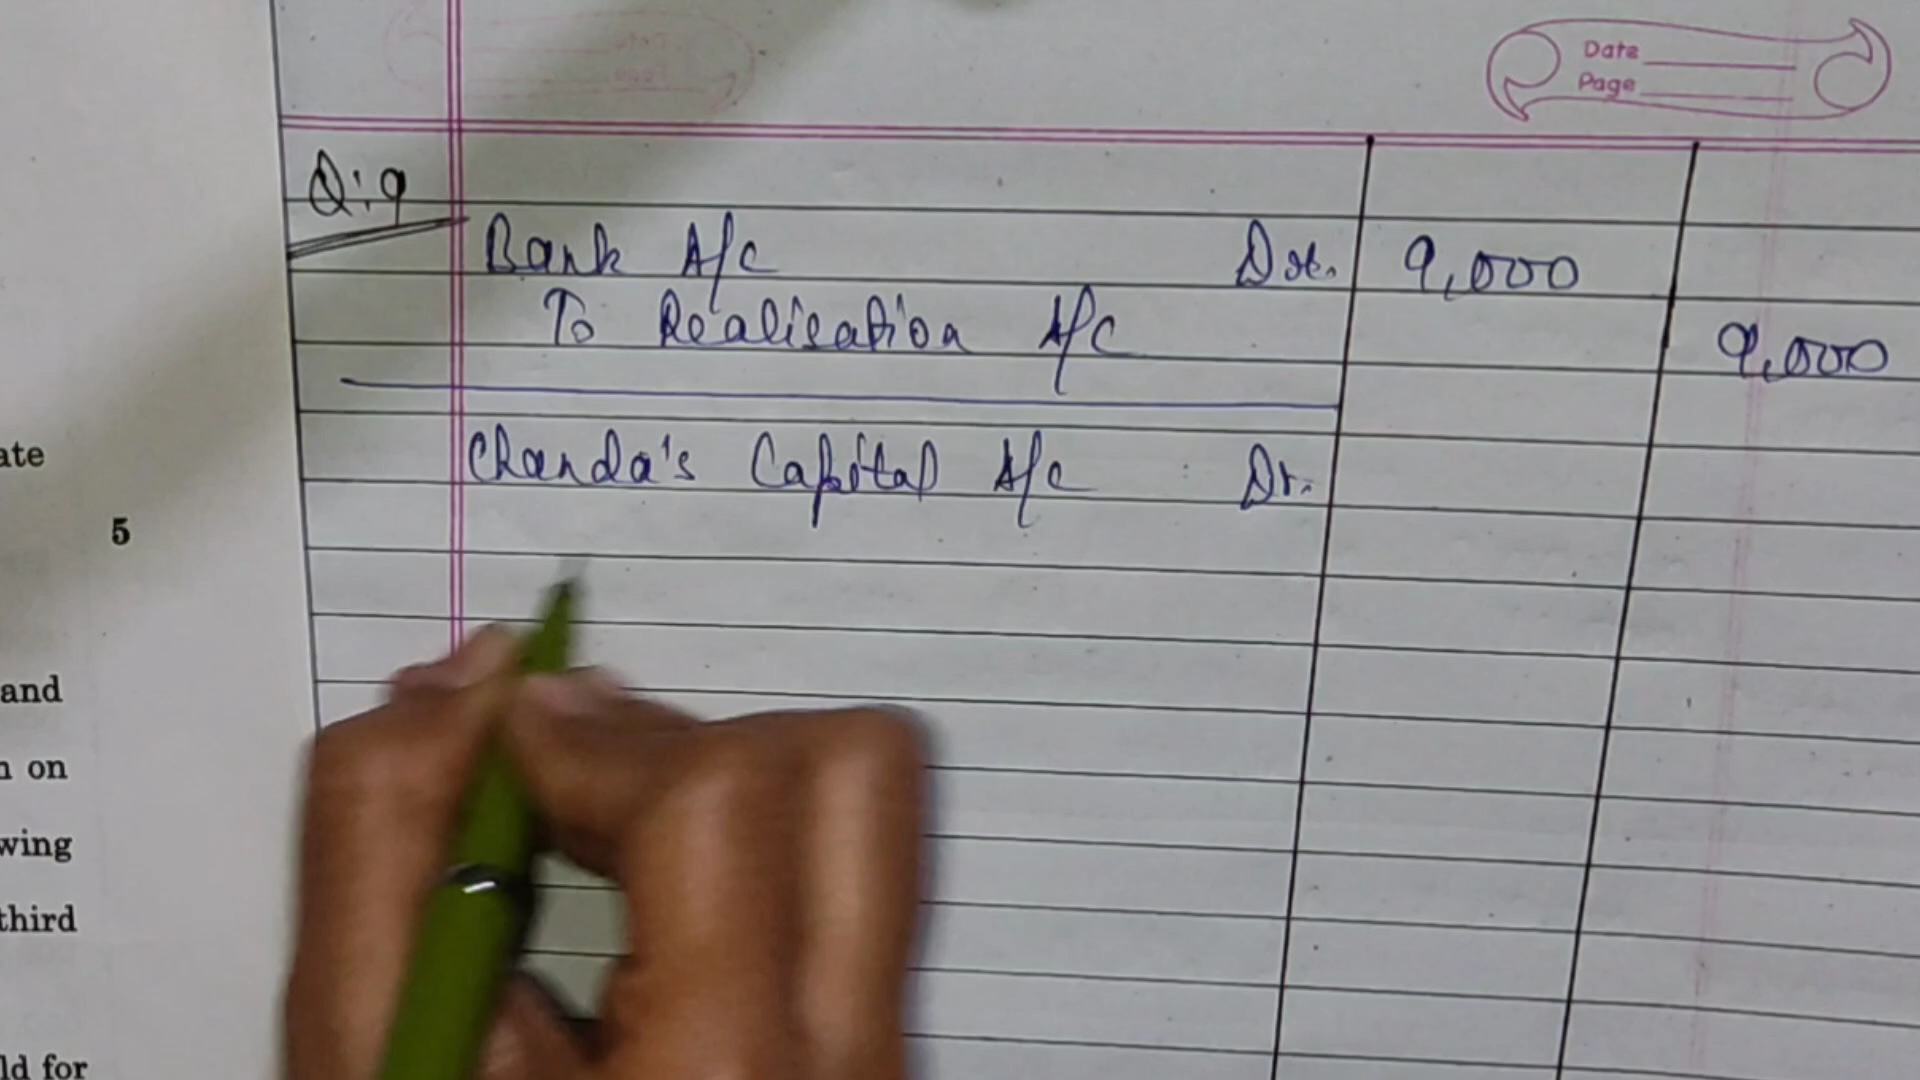 Date
Page
Q:9
Bank A/c Dr. 9,000
To Realisation A/c 9,000
Chanda's Capital A/c Dr.
ate
5
and
n on
wing
third
ld for